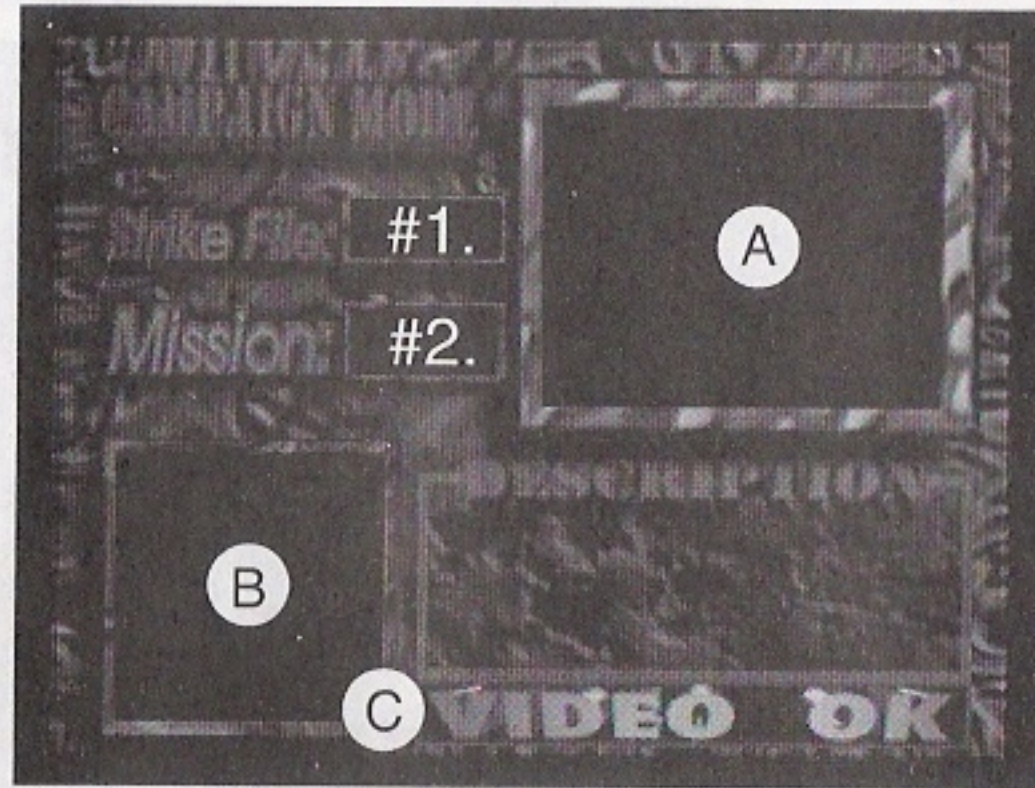 CAMPAIGN MODE
Strike File: #1.
A
Mission: #2.
DESCRIPTION
B
C VIDEO OK